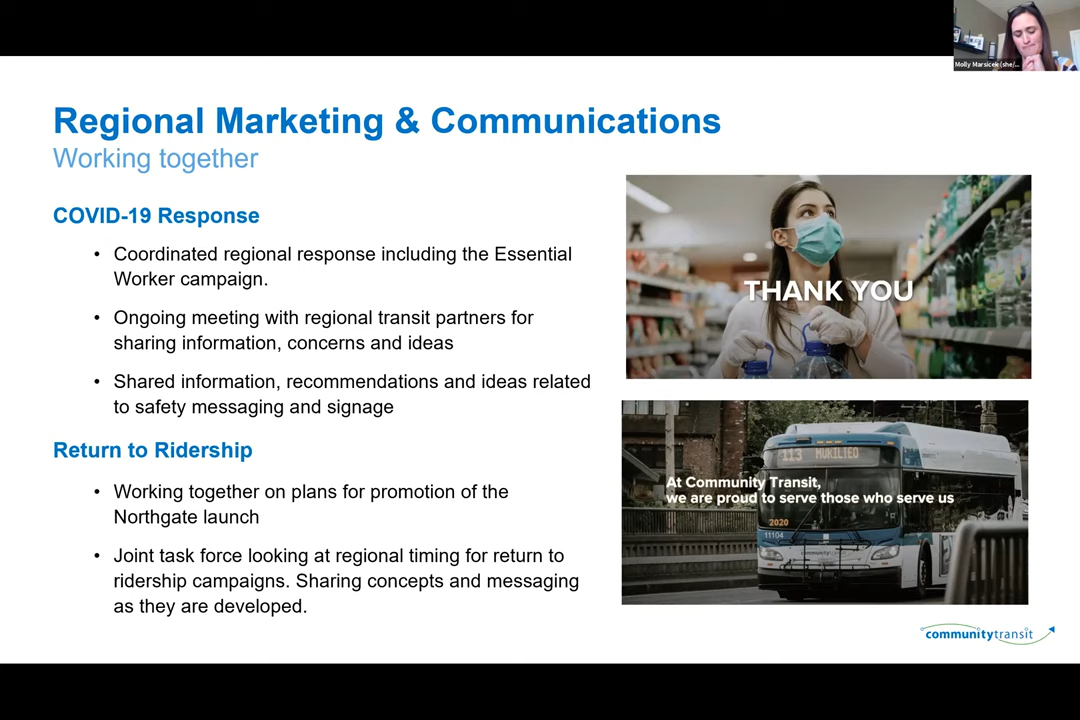 Molly Marsicek (she/...
Regional Marketing & Communications
Working together
COVID-19 Response
• Coordinated regional response including the Essential
Worker campaign.
• Ongoing meeting with regional transit partners for
sharing information, concerns and ideas
• Shared information, recommendations and ideas related
to safety messaging and signage
Return to Ridership
• Working together on plans for promotion of the
Northgate launch
• Joint task force looking at regional timing for return to
ridership campaigns. Sharing concepts and messaging
as they are developed.
THANK YOU
113 MUKILTEO
At Community Transit,
we are proud to serve those who serve us
2020
11104
communitytransit